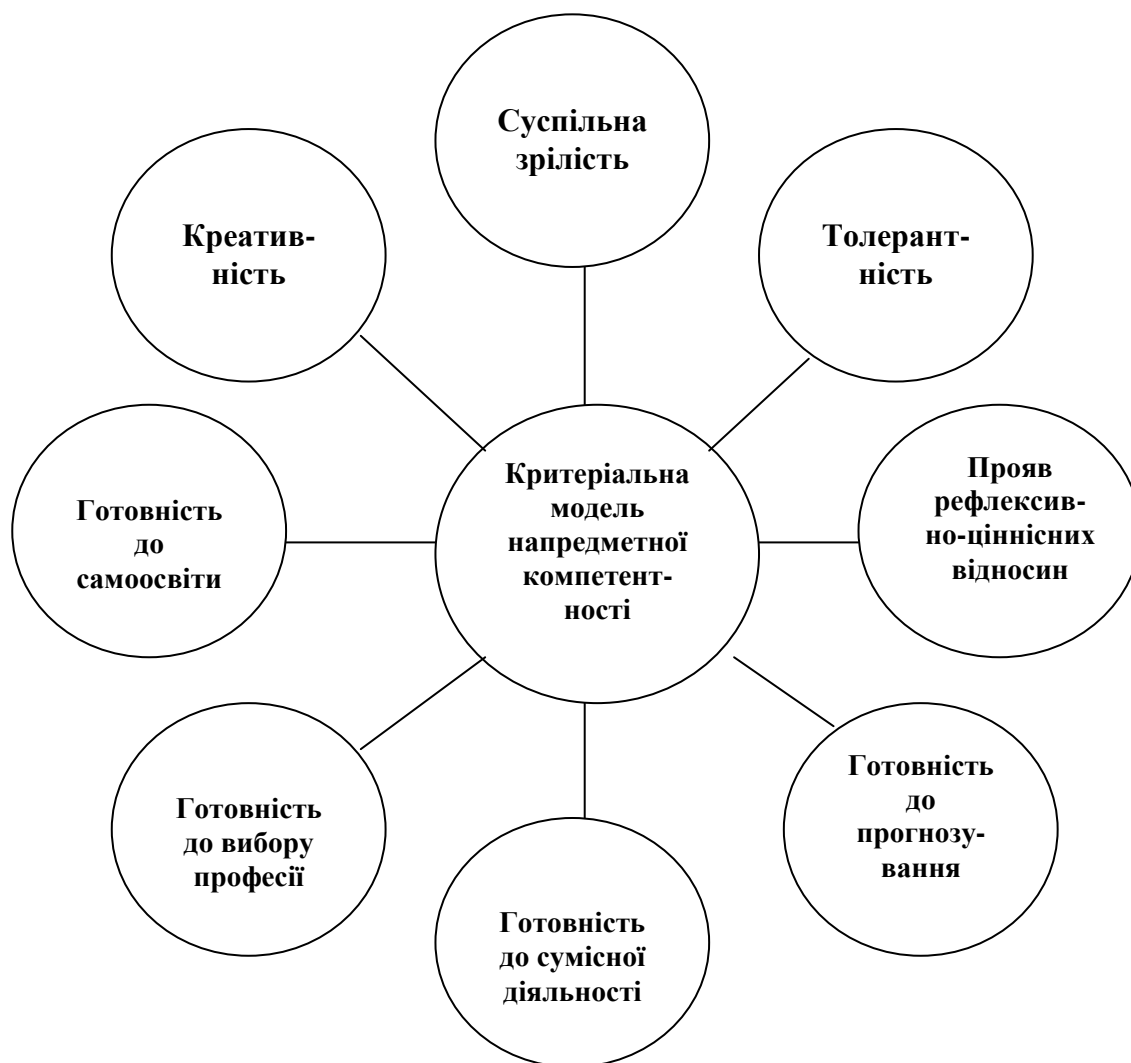 Суспільна
зрілість
Креатив-
ність
Толерант-
ність
Готовність
до
самоосвіти
Критеріальна
модель
напредметної
компетент-
ності
Прояв
рефлексив-
но-ціннісних
відносин
Готовність
до вибору
професії
Готовність
до сумісної
діяльності
Готовність
до
прогнозу-
вання